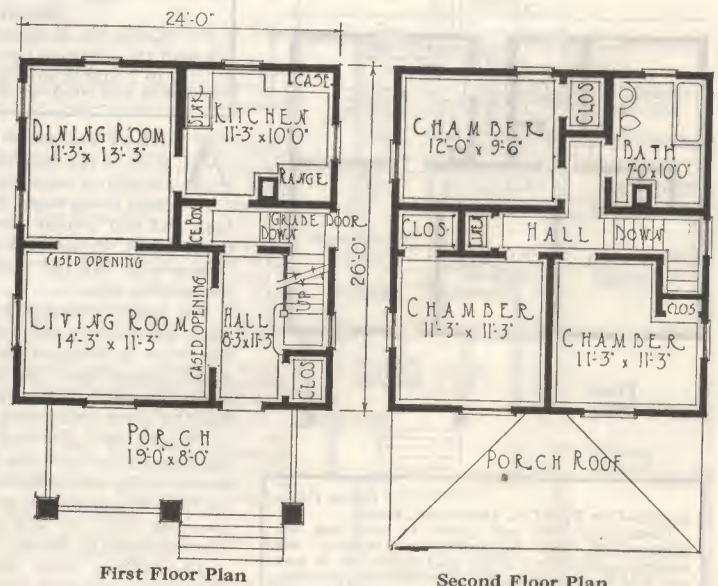 24'-0"
CASE
SINK
KITCHEN
11'-3" x 10'0"
DINING ROOM
11'-3" x 13'-3"
RANGE
ICE BOX
GRADE DOOR
DOWN
26'-0"
CASED OPENING
LIVING ROOM
14'-3" x 11'-3"
CASED OPENING
HALL
8'-3"x11'-3"
UP
CLOS
PORCH
19'-0" x 8'-0"
First Floor Plan
CLOS
CHAMBER
12'-0" x 9'-6"
BATH
7'-0"x10'0"
CLOS.
HALL
DOWN
CHAMBER
11'-3" x 11'-3"
CLOS.
CHAMBER
11'-3" x 11'-3"
PORCH ROOF
Second Floor Plan